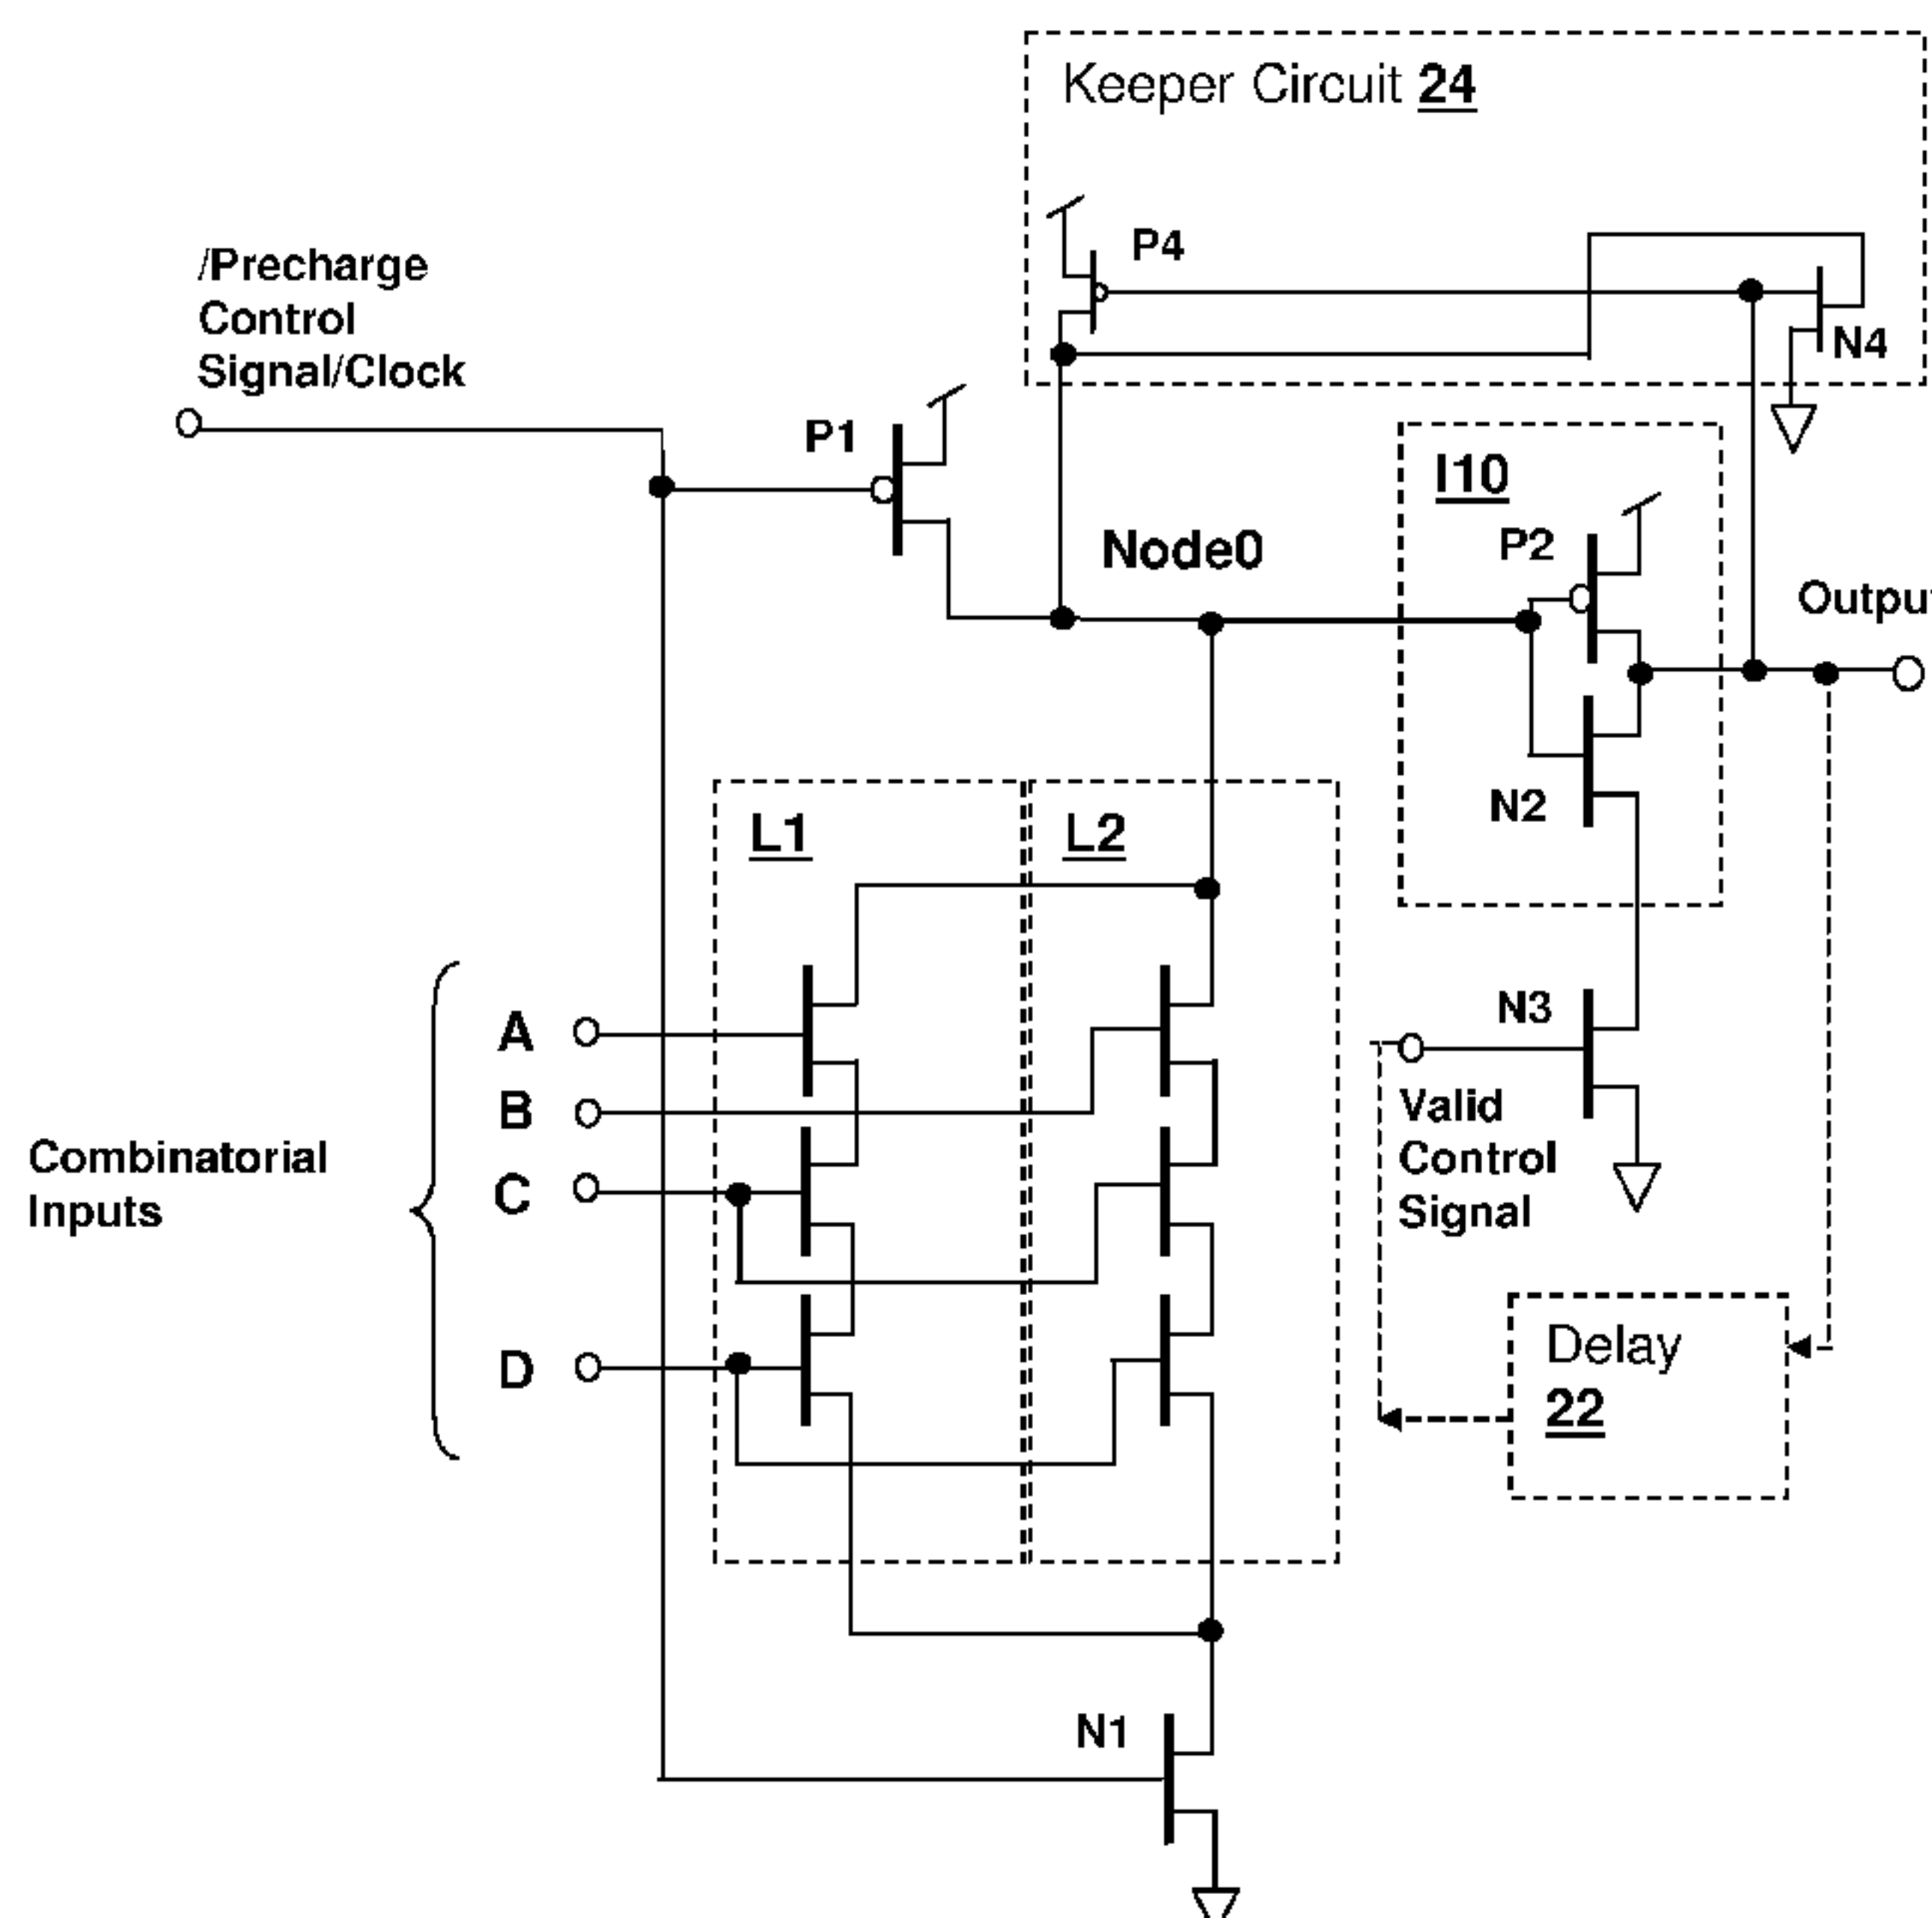 Keeper Circuit 24
P4
N4
/Precharge
Control
Signal/Clock
P1
I10
P2
Node0
Output
N2
L1
L2
N3
A
B
C
D
Combinatorial
Inputs
Valid
Control
Signal
Delay
22
N1